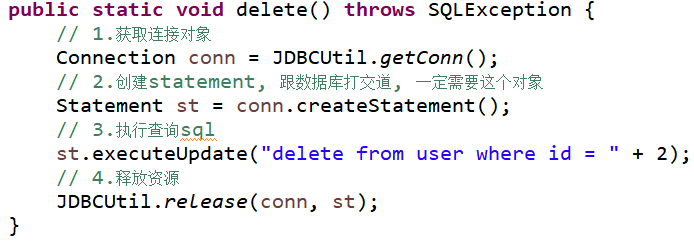 public static void delete() throws SQLException {
    // 1.获取连接对象
    Connection conn = JDBCUtil.getConn();
    // 2.创建statement, 跟数据库打交道, 一定需要这个对象
    Statement st = conn.createStatement();
    // 3.执行查询sql
    st.executeUpdate("delete from user where id = " + 2);
    // 4.释放资源
    JDBCUtil.release(conn, st);
}